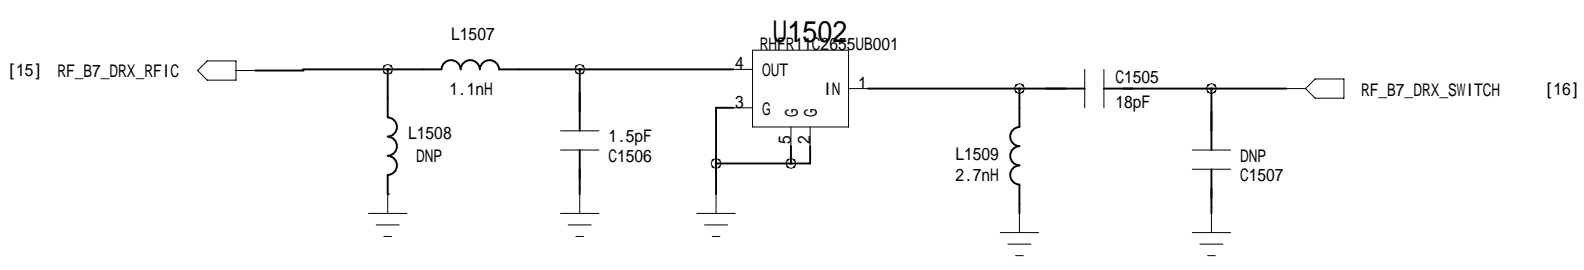 U1502
RHFR11C2655UB001
L1507
1.1nH
[15] RF_B7_DRX_RFIC
4 OUT
IN 1
3 G
G G
5 2
C1505
18pF
RF_B7_DRX_SWITCH [16]
L1508
DNP
1.5pF
C1506
L1509
2.7nH
DNP
C1507